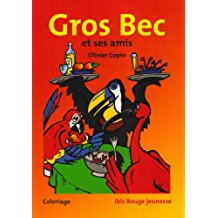 Gros Bec
et ses amis
Olivier Copin
Coloriage
Ibis Rouge jeunesse